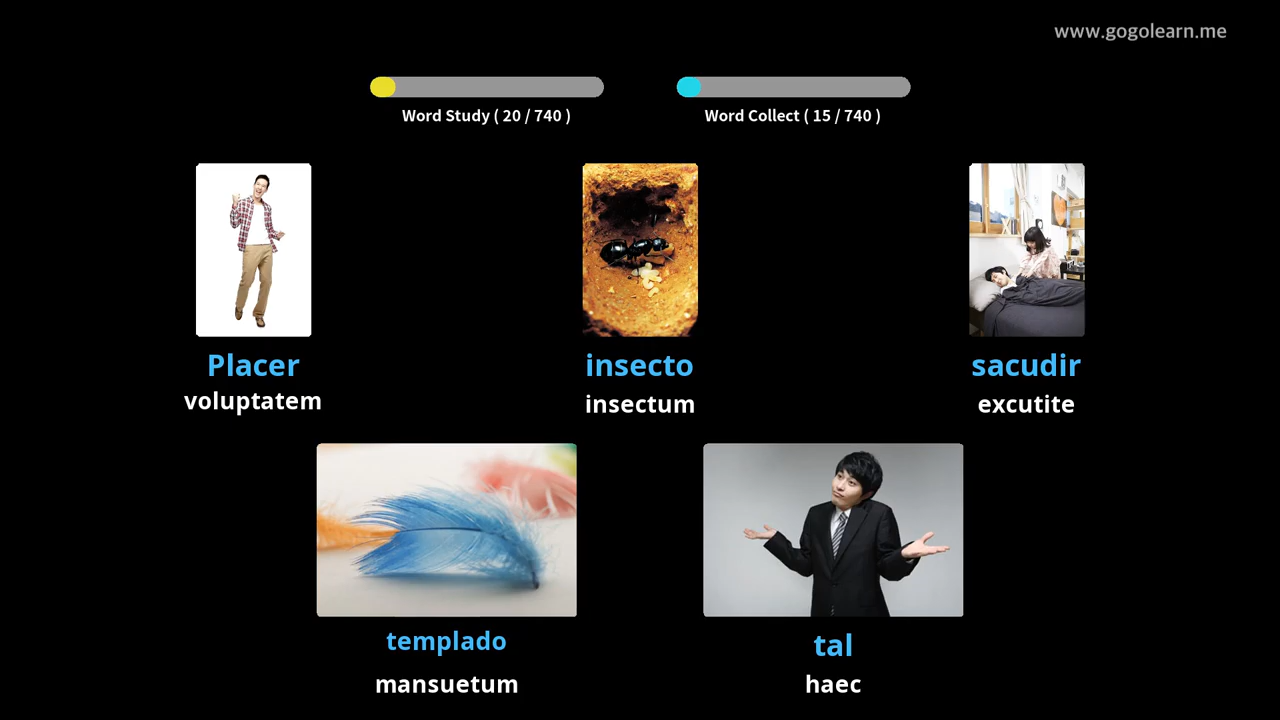 www.gogolearn.me
Word Study ( 20 / 740 )
Word Collect ( 15 / 740 )
Placer
voluptatem
insecto
insectum
sacudir
excutite
templado
mansuetum
tal
haec